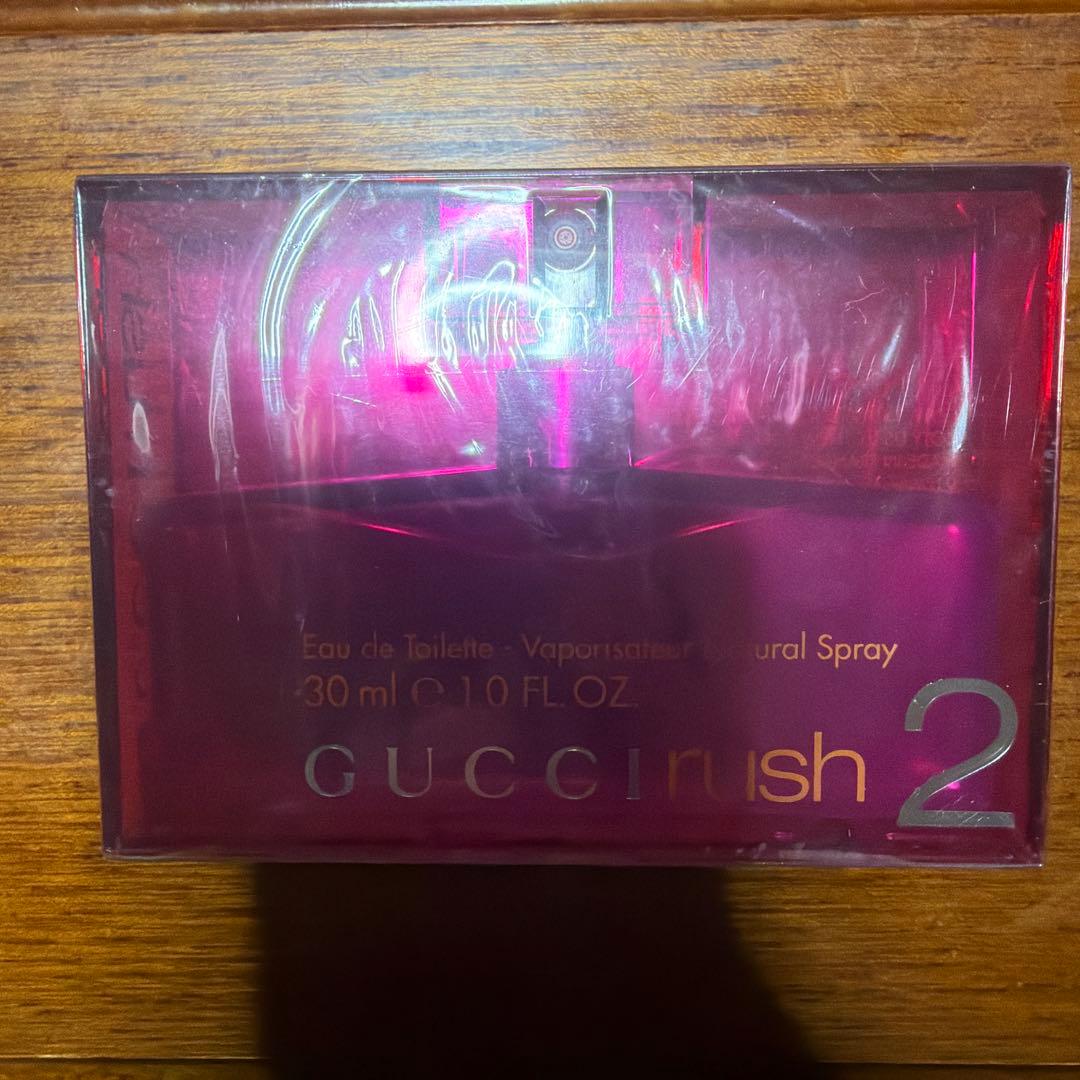 Eau de Toilette - Vaporisateur Natural Spray
30 ml ℮ 1.0 FL. OZ.
GUCCI rush 2